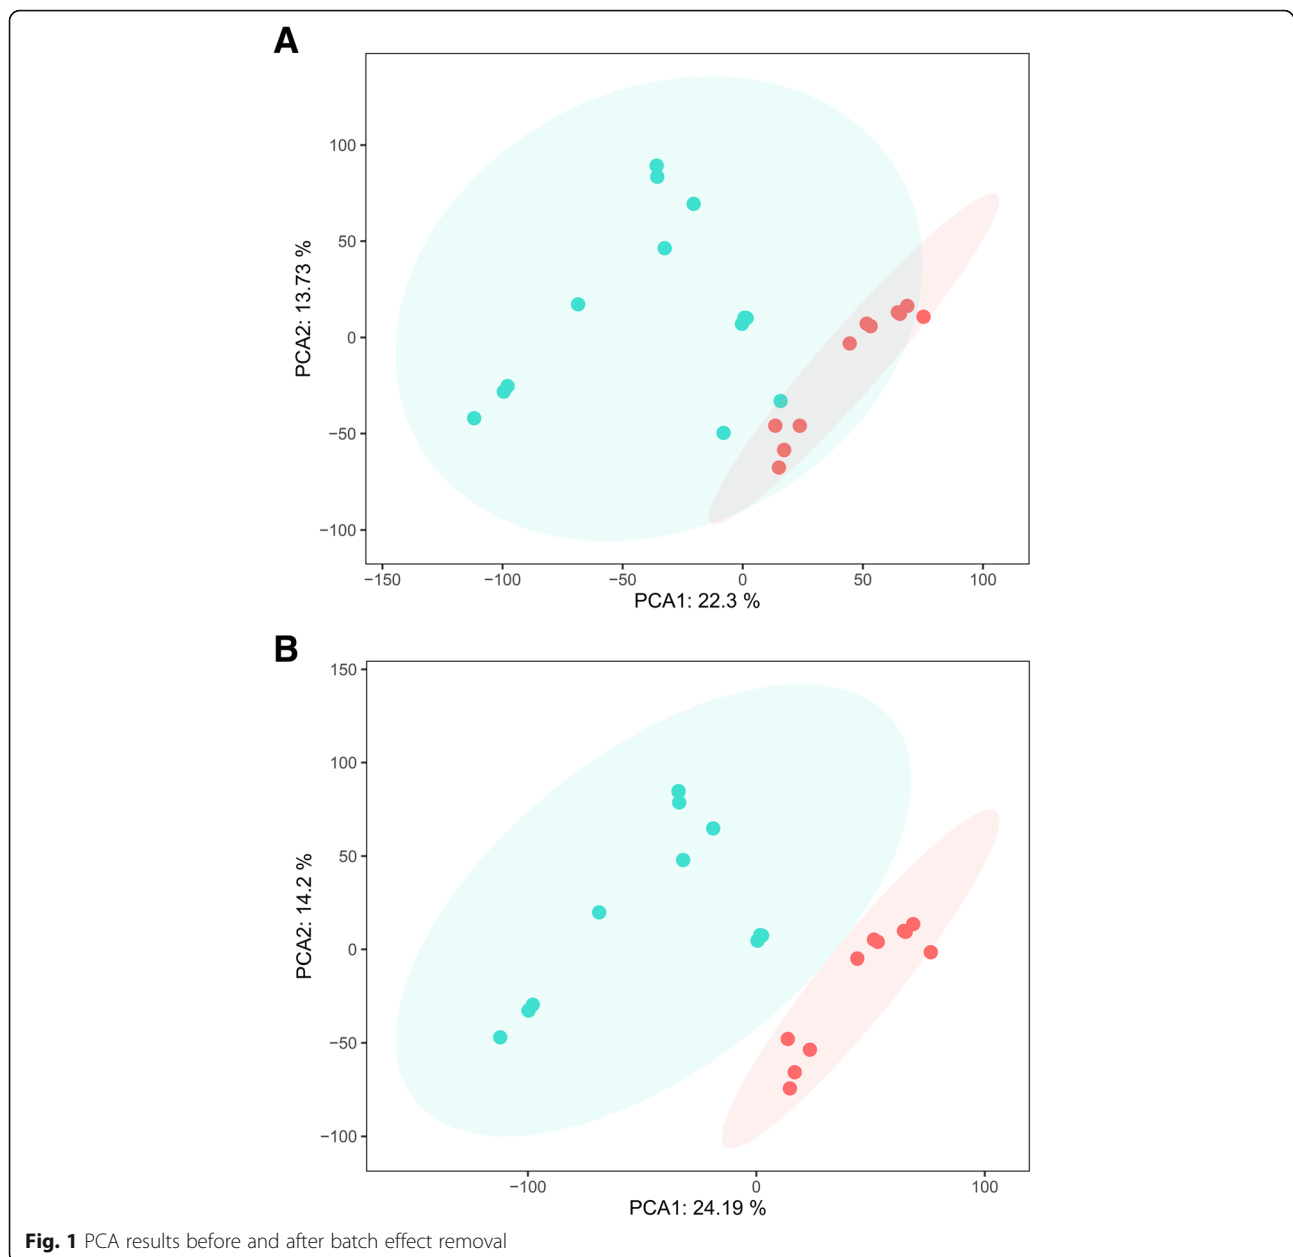 A
100
50
0
−50
−100
PCA2: 13.73 %
−150 −100 −50 0 50 100
PCA1: 22.3 %
B
150
100
50
0
−50
−100
PCA2: 14.2 %
−100 0 100
PCA1: 24.19 %
Fig. 1 PCA results before and after batch effect removal